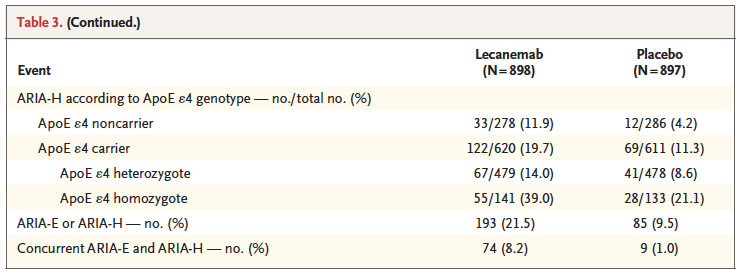 Table 3. (Continued.)
Event Lecanemab (N=898) Placebo (N=897)
ARIA-H according to ApoE ε4 genotype — no./total no. (%)
ApoE ε4 noncarrier 33/278 (11.9) 12/286 (4.2)
ApoE ε4 carrier 122/620 (19.7) 69/611 (11.3)
ApoE ε4 heterozygote 67/479 (14.0) 41/478 (8.6)
ApoE ε4 homozygote 55/141 (39.0) 28/133 (21.1)
ARIA-E or ARIA-H — no. (%) 193 (21.5) 85 (9.5)
Concurrent ARIA-E and ARIA-H — no. (%) 74 (8.2) 9 (1.0)